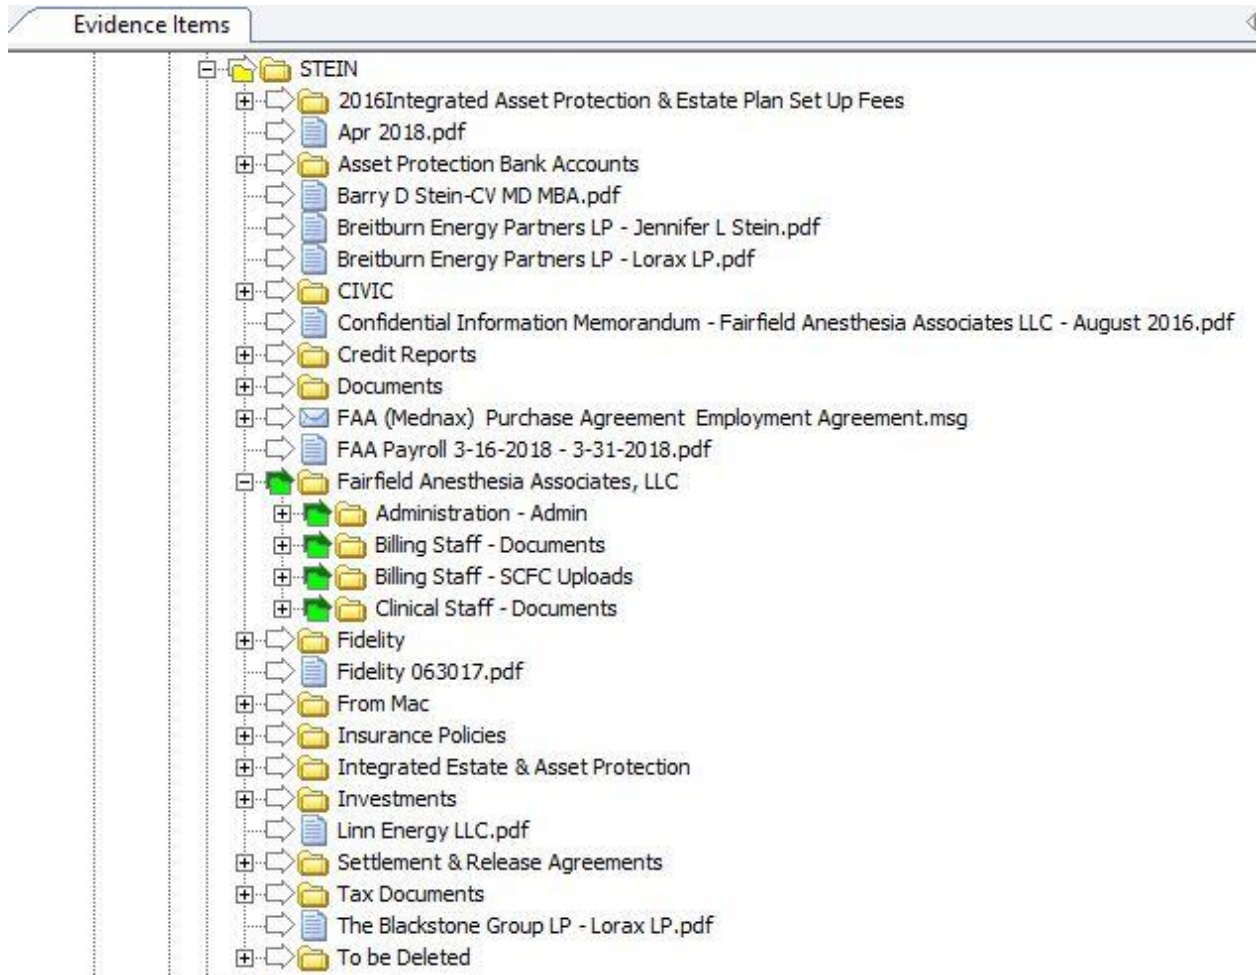 Evidence Items
STEIN
2016Integrated Asset Protection & Estate Plan Set Up Fees
Apr 2018.pdf
Asset Protection Bank Accounts
Barry D Stein-CV MD MBA.pdf
Breitburn Energy Partners LP - Jennifer L Stein.pdf
Breitburn Energy Partners LP - Lorax LP.pdf
CIVIC
Confidential Information Memorandum - Fairfield Anesthesia Associates LLC - August 2016.pdf
Credit Reports
Documents
FAA (Mednax)  Purchase Agreement  Employment Agreement.msg
FAA Payroll 3-16-2018 - 3-31-2018.pdf
Fairfield Anesthesia Associates, LLC
Administration - Admin
Billing Staff - Documents
Billing Staff - SCFC Uploads
Clinical Staff - Documents
Fidelity
Fidelity 063017.pdf
From Mac
Insurance Policies
Integrated Estate & Asset Protection
Investments
Linn Energy LLC.pdf
Settlement & Release Agreements
Tax Documents
The Blackstone Group LP - Lorax LP.pdf
To be Deleted